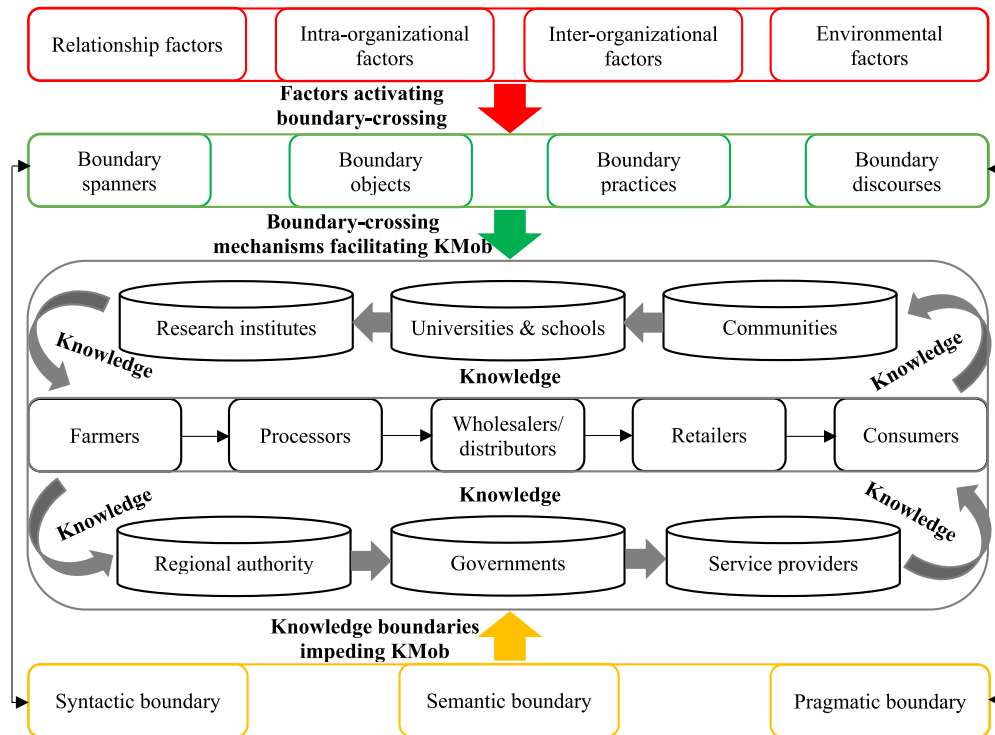 Relationship factors
Intra-organizational
factors
Inter-organizational
factors
Environmental
factors
Factors activating
boundary-crossing
Boundary
spanners
Boundary
objects
Boundary
practices
Boundary
discourses
Boundary-crossing
mechanisms facilitating KMob
Research institutes
Universities & schools
Communities
Knowledge
Knowledge
Knowledge
Farmers
Processors
Wholesalers/
distributors
Retailers
Consumers
Knowledge
Knowledge
Knowledge
Regional authority
Governments
Service providers
Knowledge boundaries
impeding KMob
Syntactic boundary
Semantic boundary
Pragmatic boundary